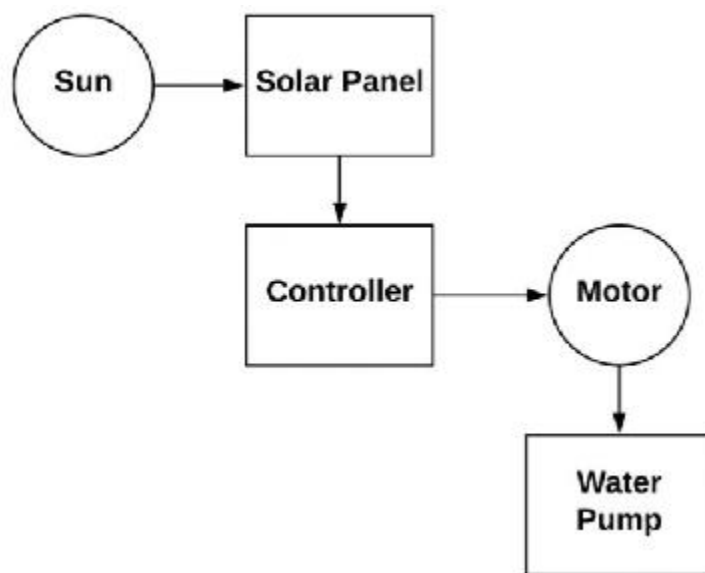 Sun
Solar Panel
Controller
Motor
Water
Pump